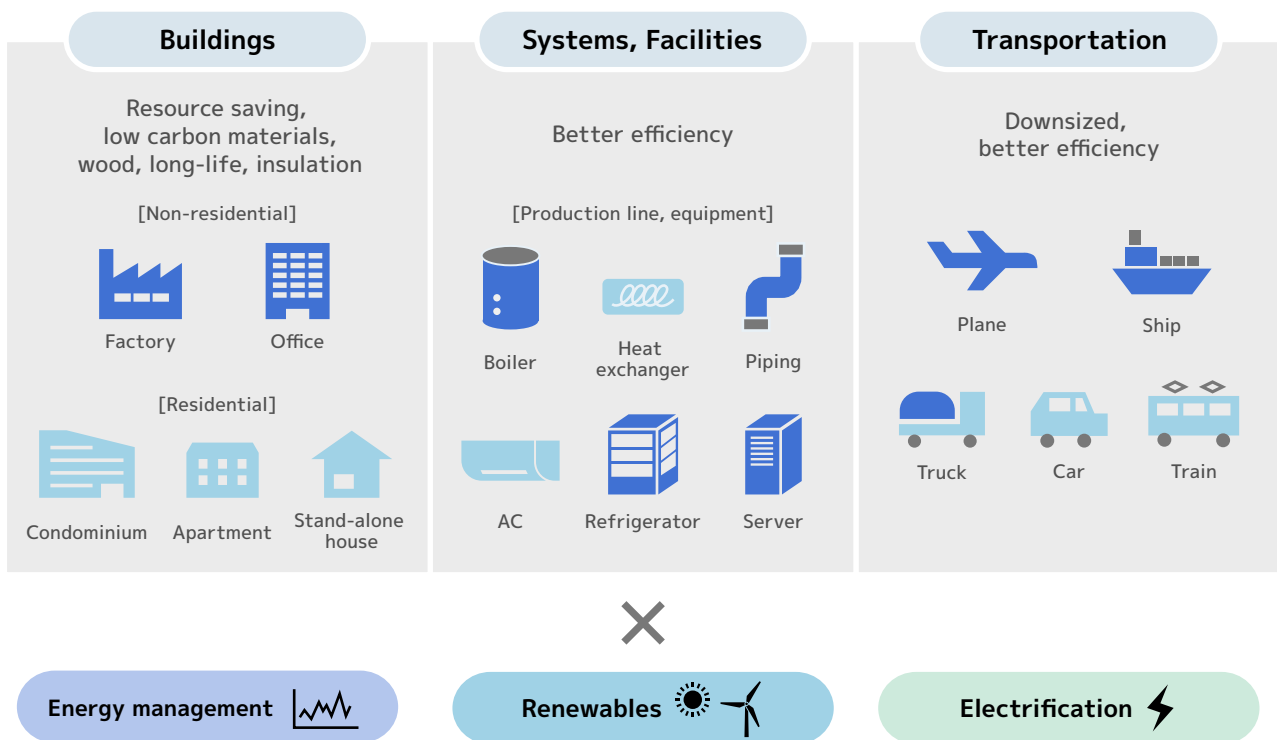 Buildings
Resource saving,
low carbon materials,
wood, long-life, insulation
[Non-residential]
Factory
Office
[Residential]
Condominium
Apartment
Stand-alone
house
Systems, Facilities
Better efficiency
[Production line, equipment]
Boiler
Heat
exchanger
Piping
AC
Refrigerator
Server
Transportation
Downsized,
better efficiency
Plane
Ship
Truck
Car
Train
Energy management
Renewables
Electrification